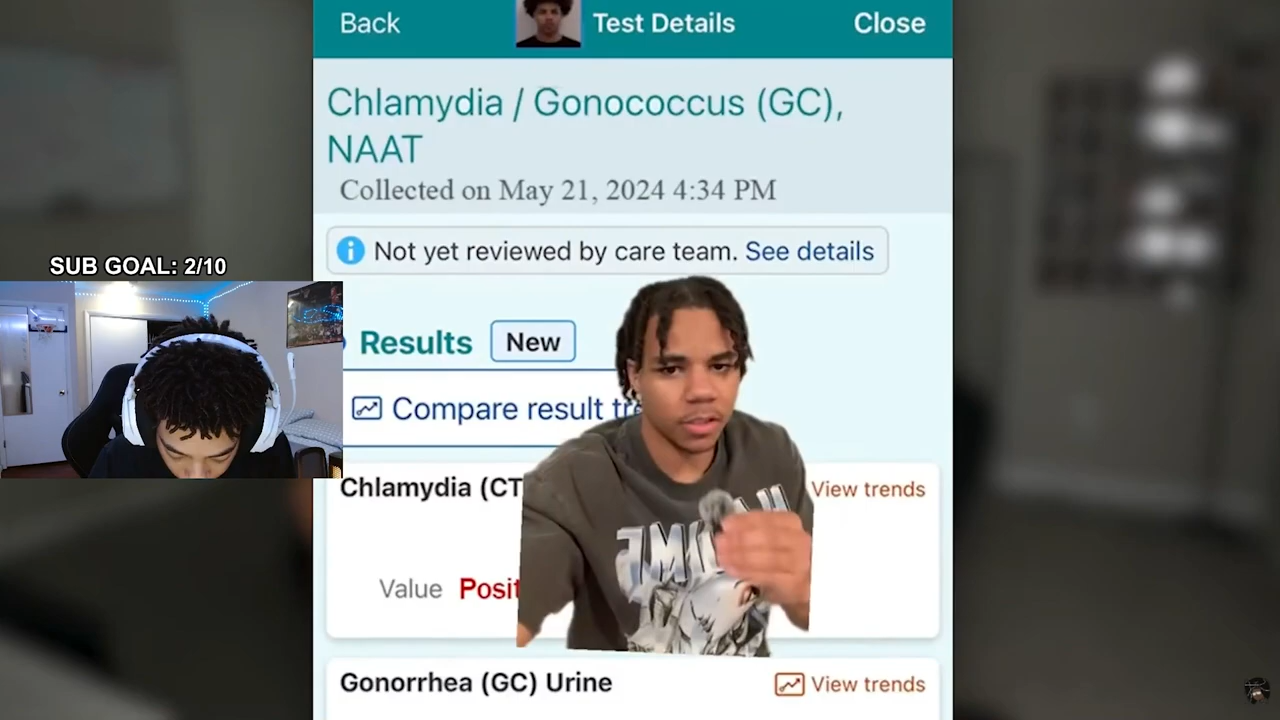 Back Test Details Close
Chlamydia / Gonococcus (GC),
NAAT
Collected on May 21, 2024 4:34 PM
Not yet reviewed by care team. See details
SUB GOAL: 2/10
Results New
Compare result
Chlamydia (CT View trends
Value Posit
Gonorrhea (GC) Urine View trends